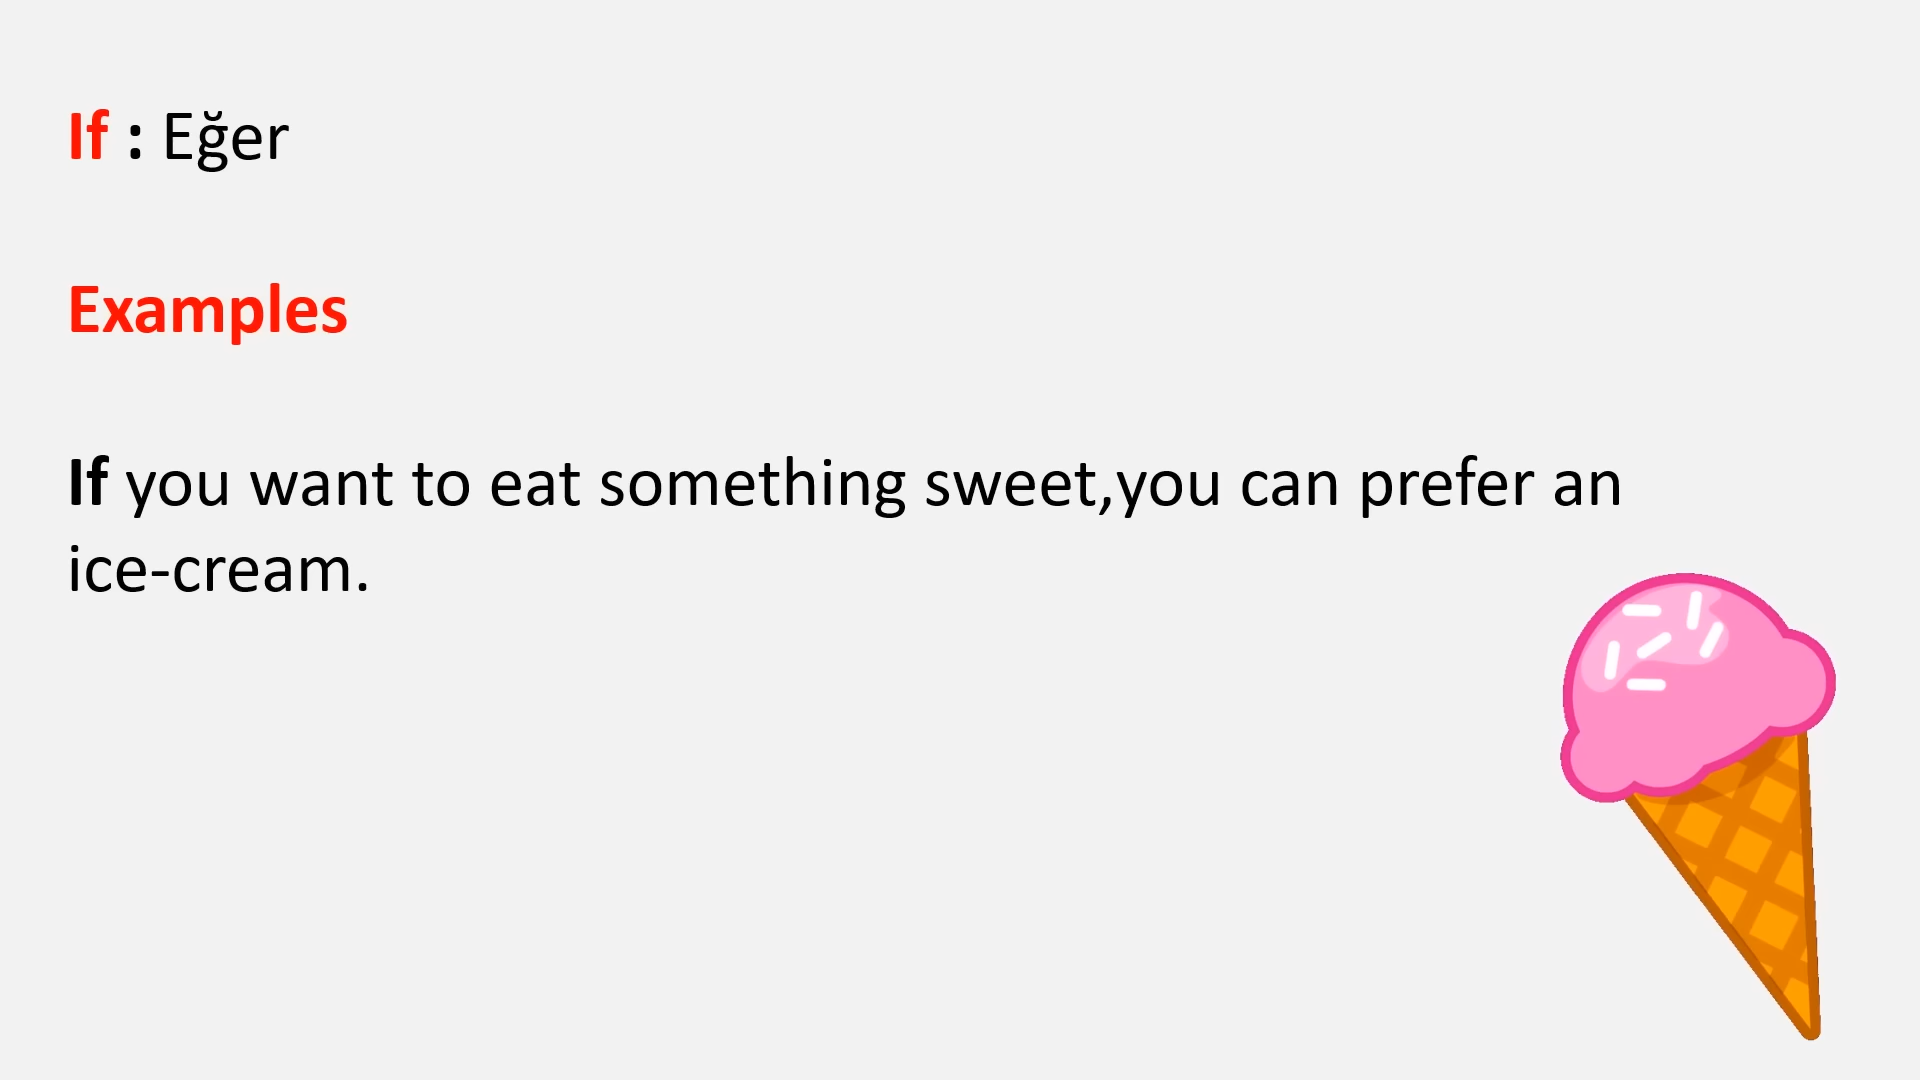 If : Eğer
Examples
If you want to eat something sweet,you can prefer an
ice-cream.